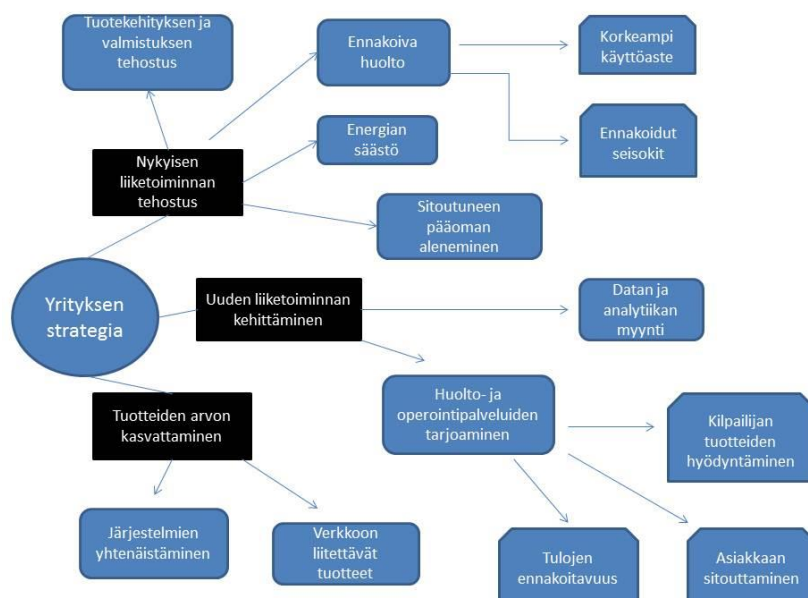 Tuotekehityksen ja
valmistuksen
tehostus
Ennakoiva
huolto
Korkeampi
käyttöaste
Energian
säästö
Ennakoidut
seisokit
Nykyisen
liiketoiminnan
tehostus
Sitoutuneen
pääoman
aleneminen
Yrityksen
strategia
Uuden liiketoiminnan
kehittäminen
Datan ja
analytiikan
myynti
Tuotteiden arvon
kasvattaminen
Huolto- ja
operointipalveluiden
tarjoaminen
Kilpailijan
tuotteiden
hyödyntäminen
Järjestelmien
yhtenäistäminen
Verkkoon
liitettävät
tuotteet
Tulojen
ennakoitavuus
Asiakkaan
sitouttaminen